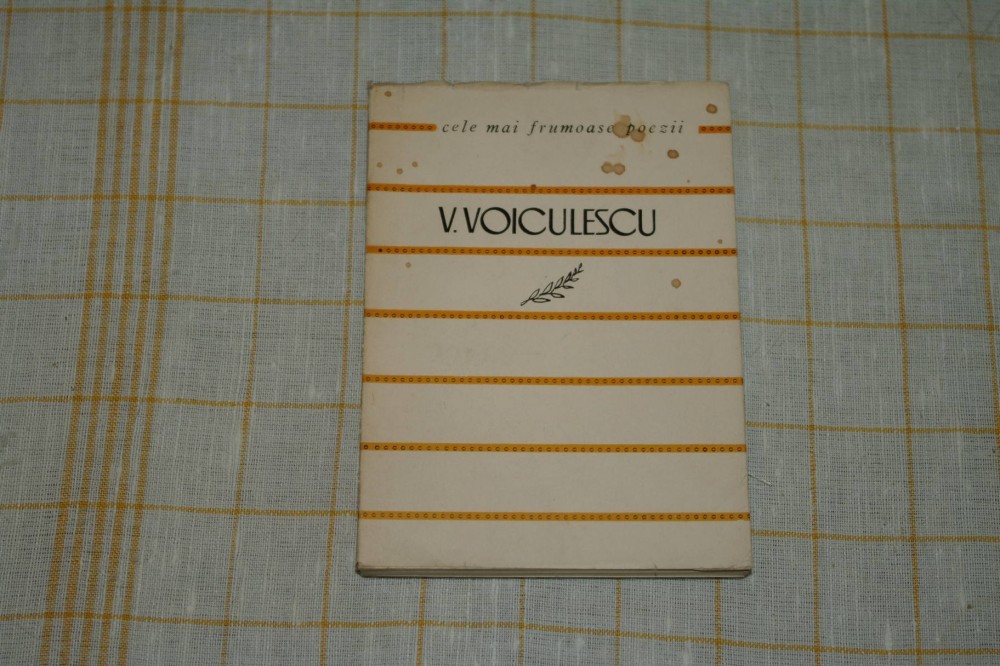 cele mai frumoase poezii
V. VOICULESCU